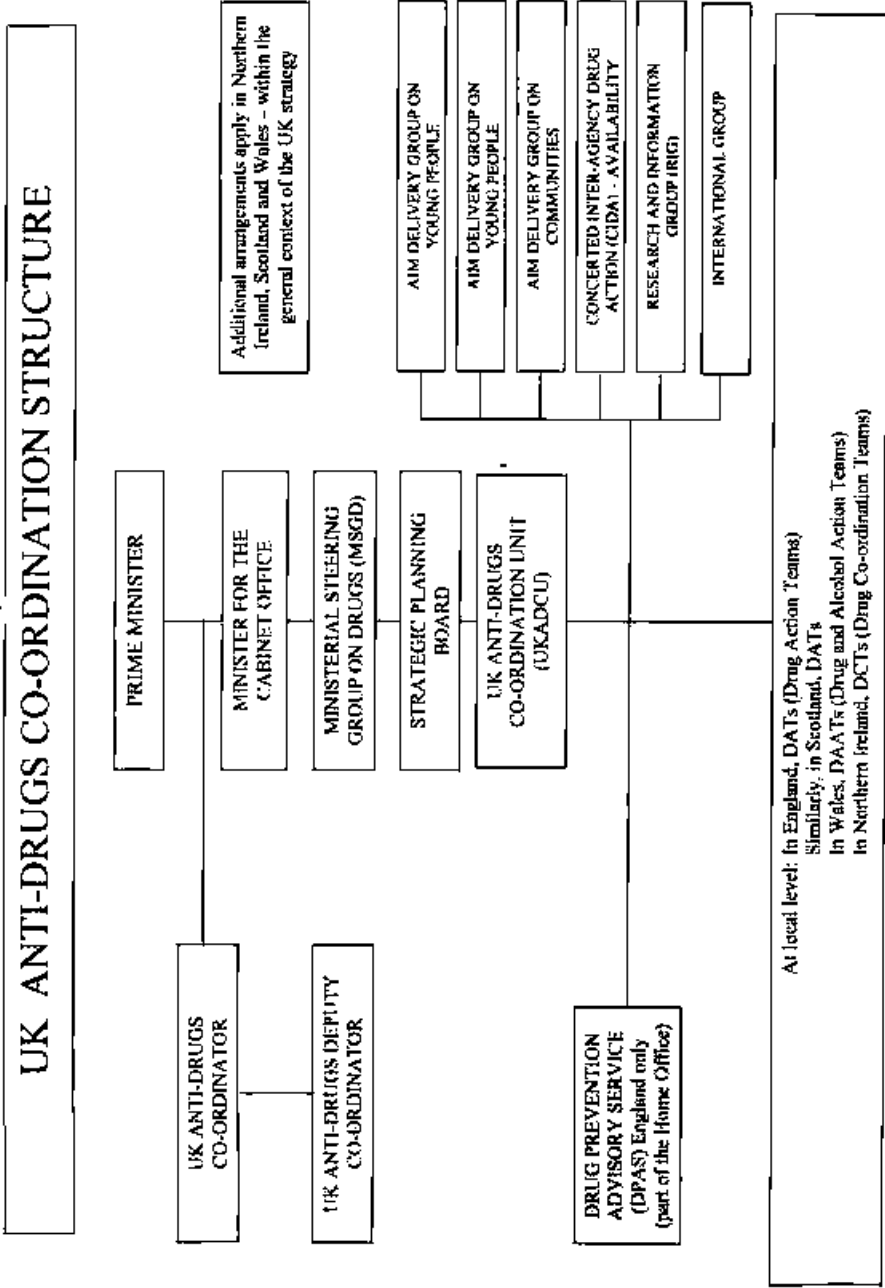 UK ANTI-DRUGS CO-ORDINATION STRUCTURE
PRIME MINISTER
Additional arrangements apply in Northern
Ireland, Scotland and Wales – within the
general context of the UK strategy
UK ANTI-DRUGS
CO-ORDINATOR
MINISTER FOR THE
CABINET OFFICE
UK ANTI-DRUGS DEPUTY
CO-ORDINATOR
MINISTERIAL STEERING
GROUP ON DRUGS (MSGD)
STRATEGIC PLANNING
BOARD
UK ANTI-DRUGS
CO-ORDINATION UNIT
(UKADCU)
AIM DELIVERY GROUP ON
YOUNG PEOPLE
AIM DELIVERY GROUP ON
YOUNG PEOPLE
AIM DELIVERY GROUP ON
COMMUNITIES
CONCERTED INTER-AGENCY DRUG
ACTION (CIDA) - AVAILABILITY
RESEARCH AND INFORMATION
GROUP (RIG)
INTERNATIONAL GROUP
DRUG PREVENTION
ADVISORY SERVICE
(DPAS) England only
(part of the Home Office)
At local level: In England, DATs (Drug Action Teams)
Similarly, in Scotland, DATs
In Wales, DAATs (Drug and Alcohol Action Teams)
In Northern Ireland, DCTs (Drug Co-ordination Teams)